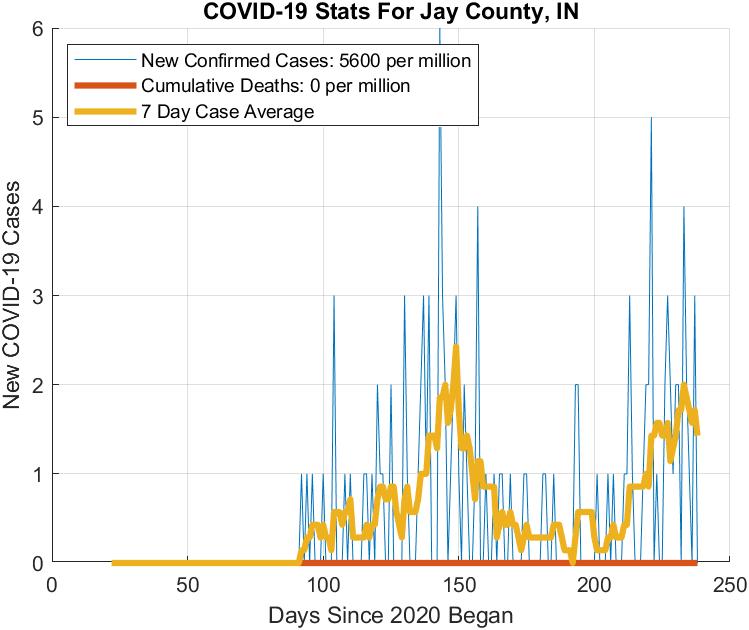 COVID-19 Stats For Jay County, IN
New Confirmed Cases: 5600 per million
Cumulative Deaths: 0 per million
7 Day Case Average
New COVID-19 Cases
6
5
4
3
2
1
0
0 50 100 150 200 250
Days Since 2020 Began